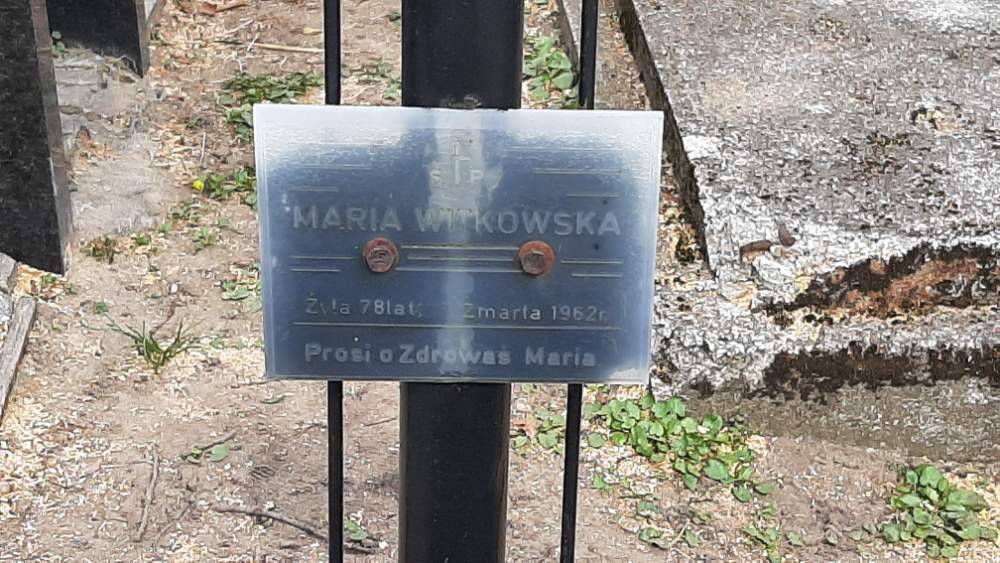 Ś P
MARIA WITKOWSKA
Żyła 78lat, Zmarła 1962r.
Prosi o Zdrowaś Maria